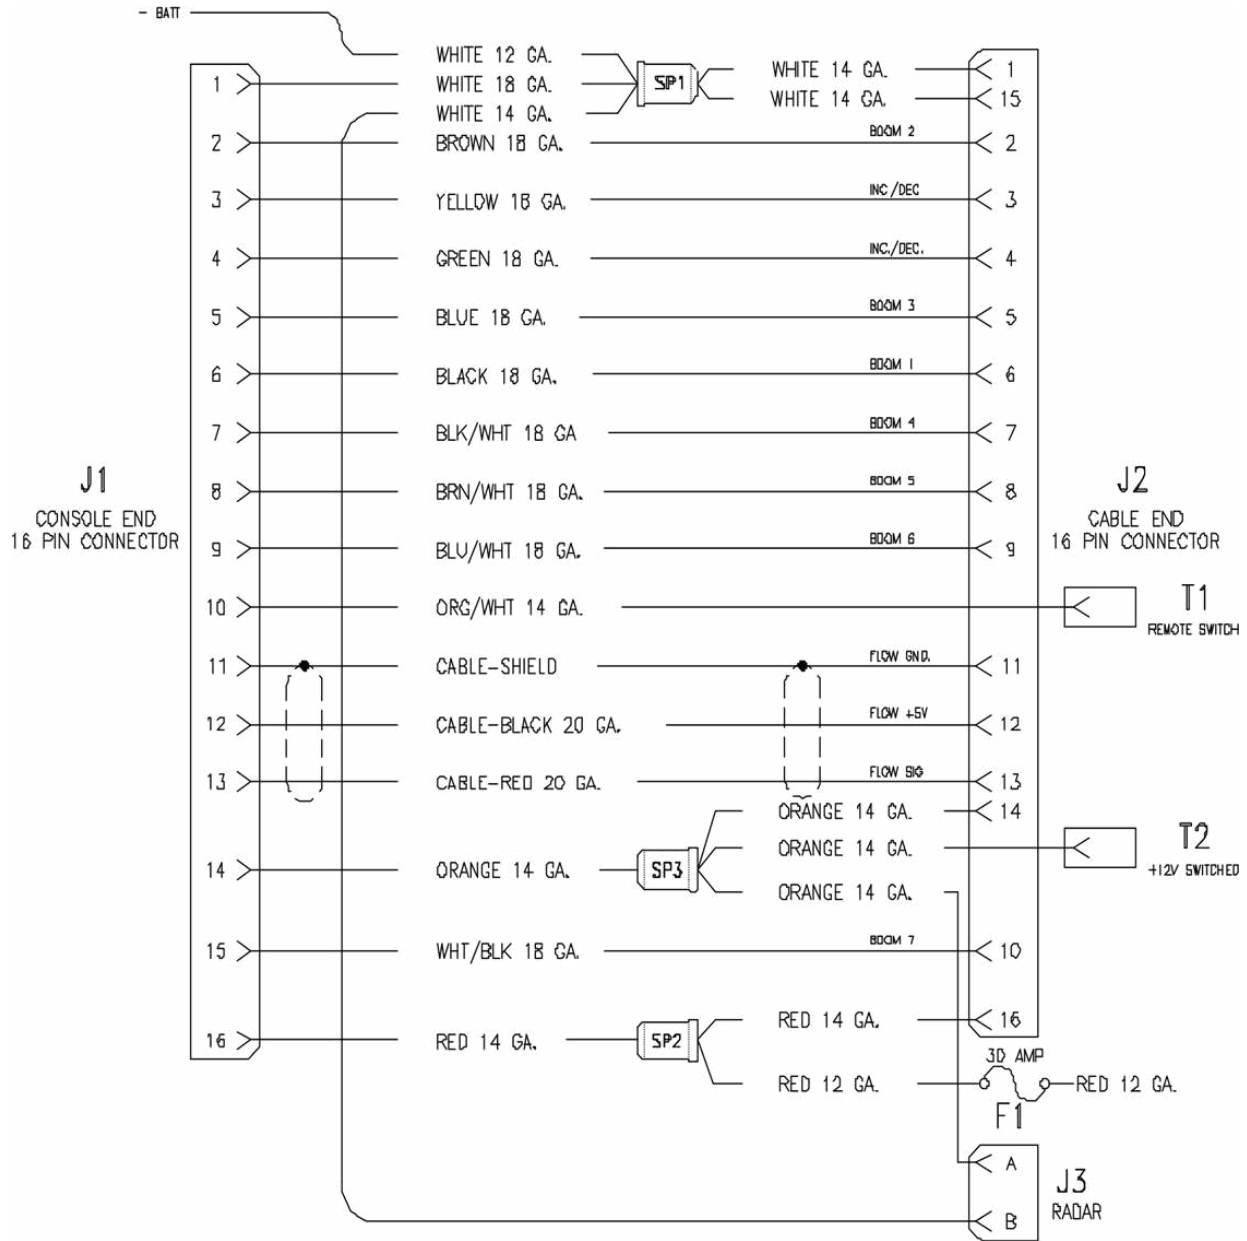 - BATT
WHITE 12 GA.
WHITE 18 GA.
WHITE 14 GA.
SP1
WHITE 14 GA.
WHITE 14 GA.
1
1
15
2
BROWN 18 GA.
BOOM 2
2
3
YELLOW 18 GA.
INC/DEC
3
4
GREEN 18 GA.
INC./DEC.
4
5
BLUE 18 GA.
BOOM 3
5
6
BLACK 18 GA.
BOOM 1
6
7
BLK/WHT 18 GA
BOOM 4
7
J1
CONSOLE END
16 PIN CONNECTOR
8
BRN/WHT 18 GA.
BOOM 5
8
J2
CABLE END
16 PIN CONNECTOR
9
BLU/WHT 18 GA.
BOOM 6
9
10
ORG/WHT 14 GA.
T1
REMOTE SWITCH
11
CABLE-SHIELD
FLOW GND.
11
12
CABLE-BLACK 20 GA.
FLOW +5V
12
13
CABLE-RED 20 GA.
FLOW SIG
13
ORANGE 14 GA.
14
ORANGE 14 GA.
T2
+12V SWITCHED
14
ORANGE 14 GA.
SP3
ORANGE 14 GA.
15
WHT/BLK 18 GA.
BOOM 7
10
16
RED 14 GA.
SP2
RED 14 GA.
16
RED 12 GA.
30 AMP
F1
RED 12 GA.
A
J3
RADAR
B